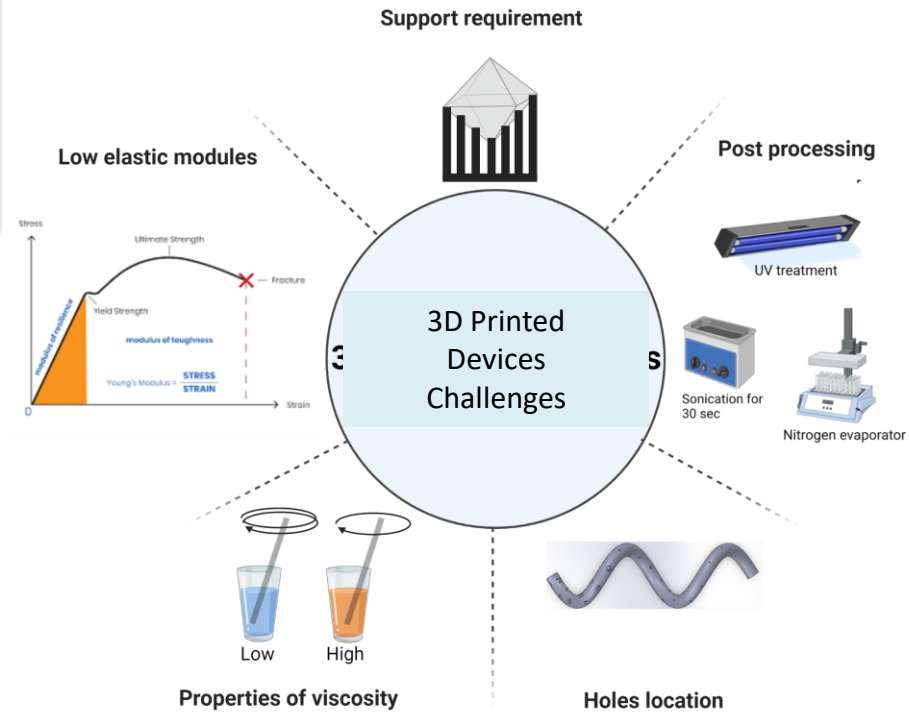 Support requirement
Low elastic modules
Post processing
Stress
Ultimate Strength
Fracture
Yield Strength
modulus of resilience
modulus of toughness
Young's Modulus = STRESS
STRAIN
0
Strain
UV treatment
3D Printed
Devices
Challenges
3
s
Sonication for
30 sec
Nitrogen evaporator
Low
High
Properties of viscosity
Holes location